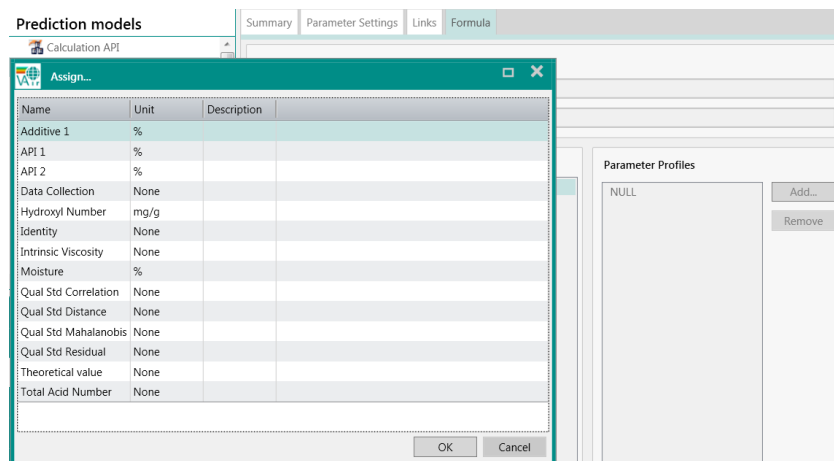 Prediction models
Summary Parameter Settings Links Formula
Calculation API
Assign...
Name Unit Description
Additive 1 %
API 1 %
API 2 %
Data Collection None
Hydroxyl Number mg/g
Identity None
Intrinsic Viscosity None
Moisture %
Qual Std Correlation None
Qual Std Distance None
Qual Std Mahalanobis None
Qual Std Residual None
Theoretical value None
Total Acid Number None
OK Cancel
Parameter Profiles
NULL
Add...
Remove